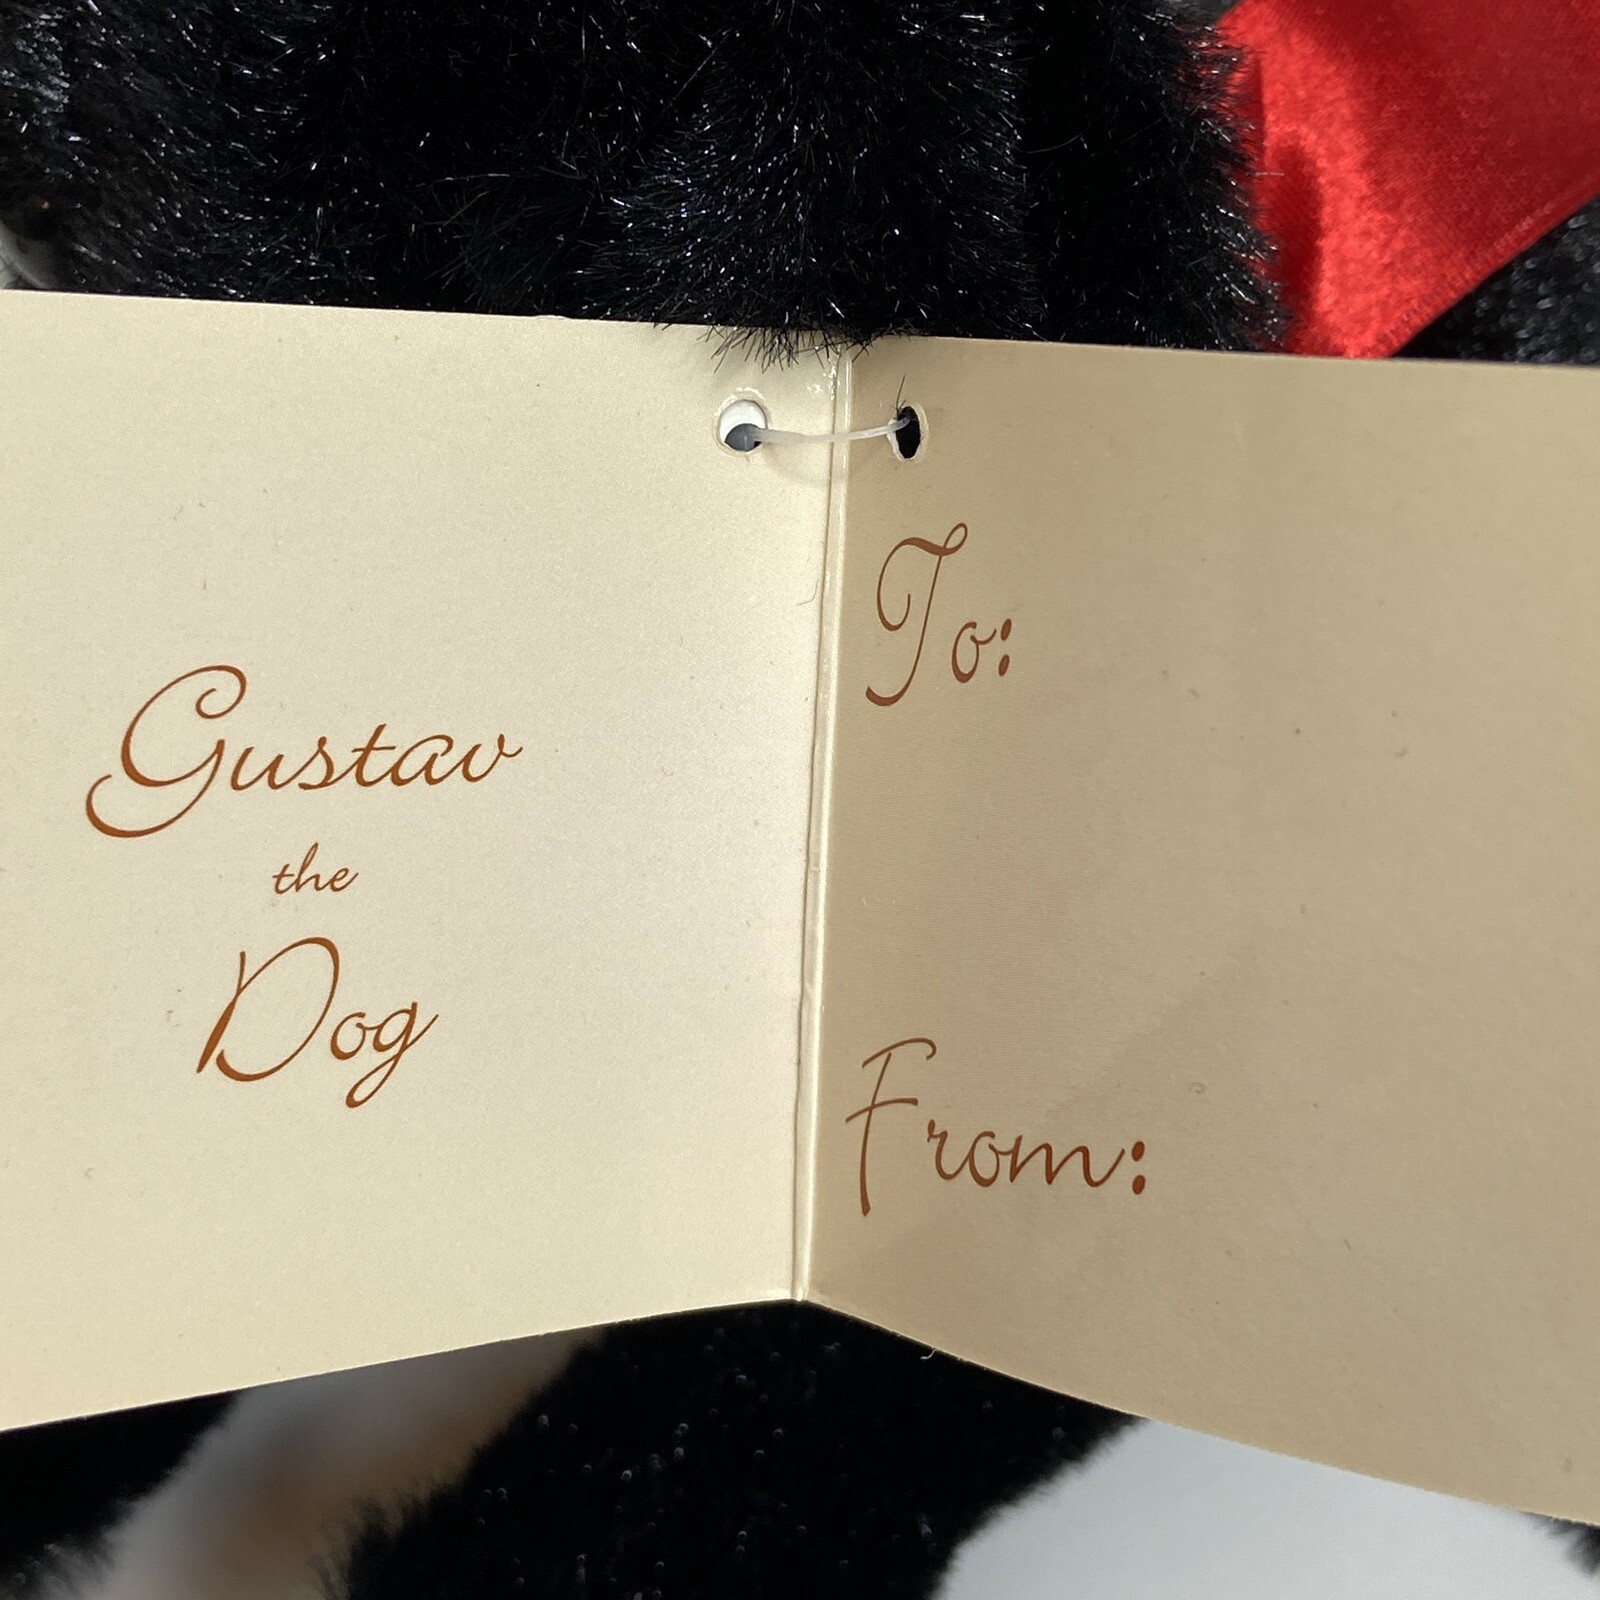 Gustav
the
Dog
To:
From: